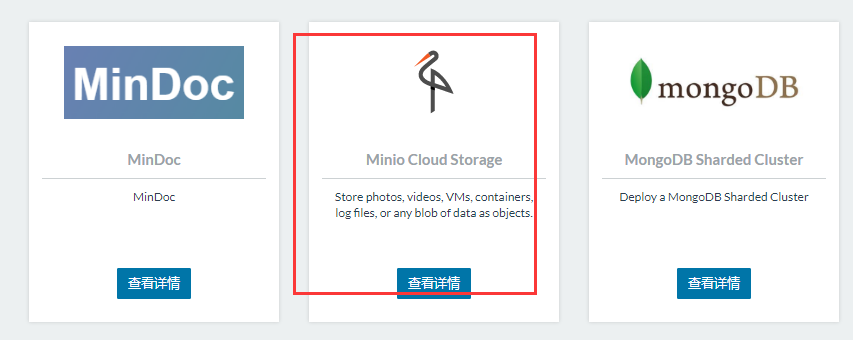 MinDoc
MinDoc
MinDoc
查看详情
Minio Cloud Storage
Store photos, videos, VMs, containers,
log files, or any blob of data as objects.
查看详情
mongoDB
MongoDB Sharded Cluster
Deploy a MongoDB Sharded Cluster
查看详情